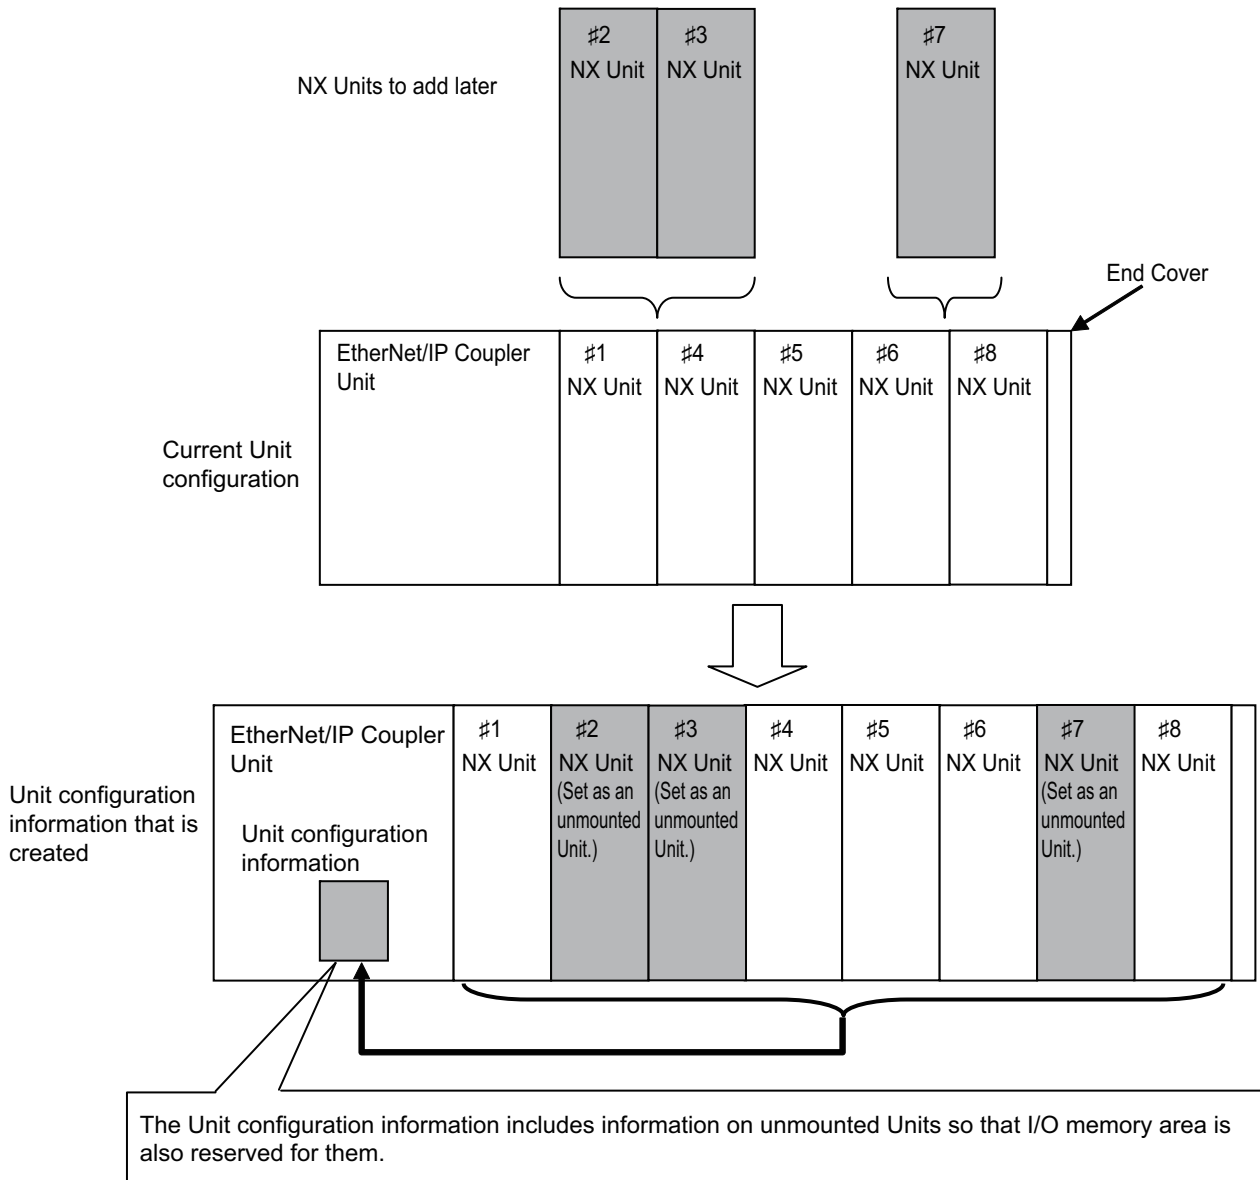 NX Units to add later
♯2
NX Unit
♯3
NX Unit
♯7
NX Unit
End Cover
Current Unit
configuration
EtherNet/IP Coupler
Unit
♯1
NX Unit
♯4
NX Unit
♯5
NX Unit
♯6
NX Unit
♯8
NX Unit
Unit configuration
information that is
created
EtherNet/IP Coupler
Unit
Unit configuration
information
♯1
NX Unit
♯2
NX Unit
(Set as an
unmounted
Unit.)
♯3
NX Unit
(Set as an
unmounted
Unit.)
♯4
NX Unit
♯5
NX Unit
♯6
NX Unit
♯7
NX Unit
(Set as an
unmounted
Unit.)
♯8
NX Unit
The Unit configuration information includes information on unmounted Units so that I/O memory area is
also reserved for them.